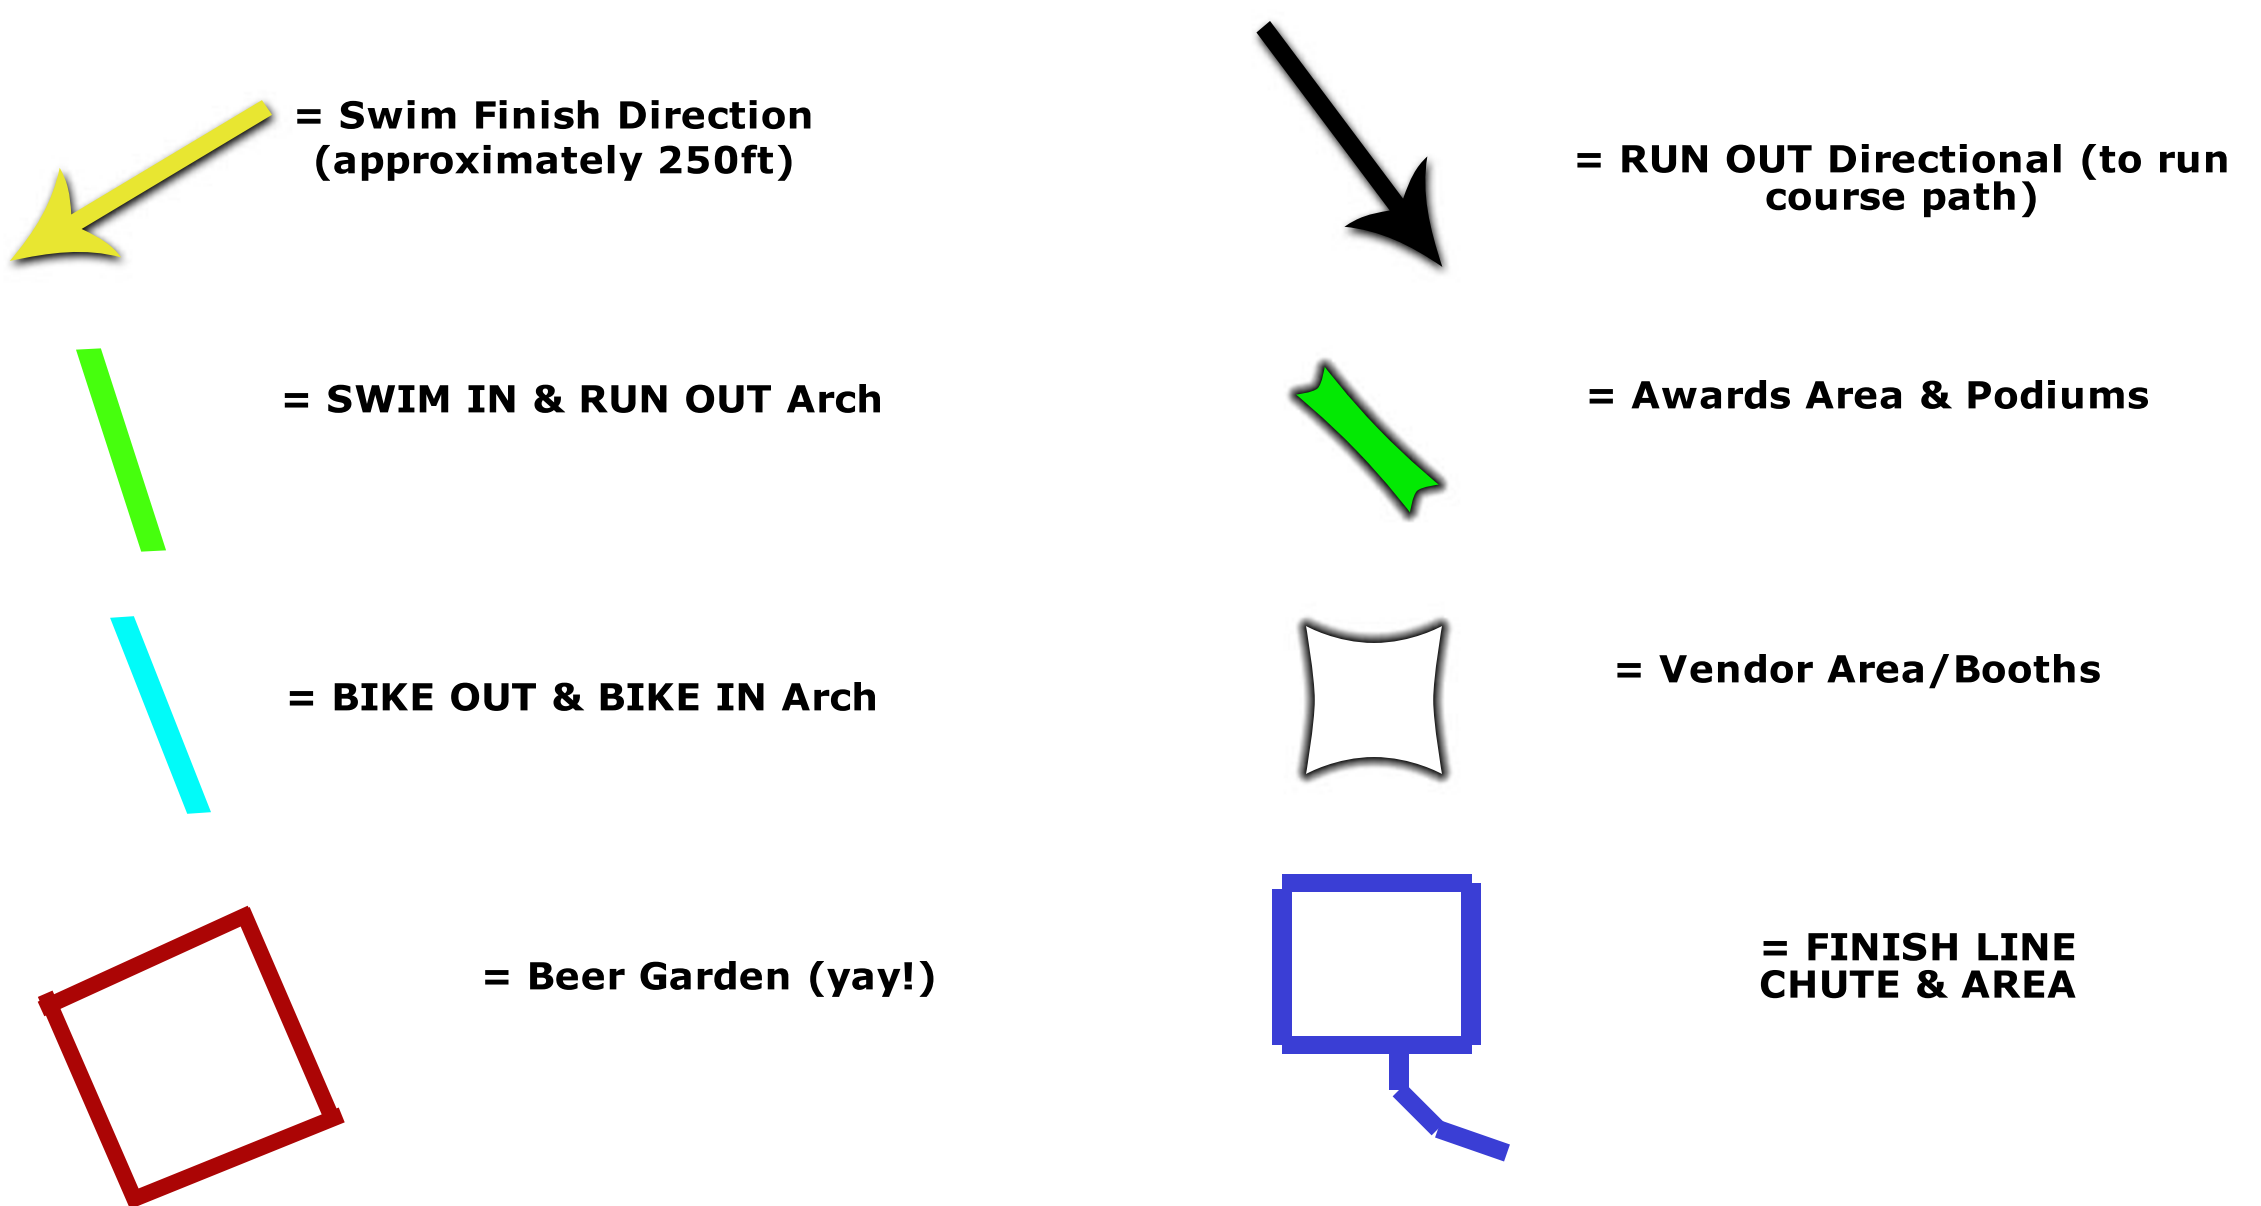 = Swim Finish Direction
(approximately 250ft)
= RUN OUT Directional (to run
course path)
= SWIM IN & RUN OUT Arch
= Awards Area & Podiums
= BIKE OUT & BIKE IN Arch
= Vendor Area/Booths
= Beer Garden (yay!)
= FINISH LINE
CHUTE & AREA